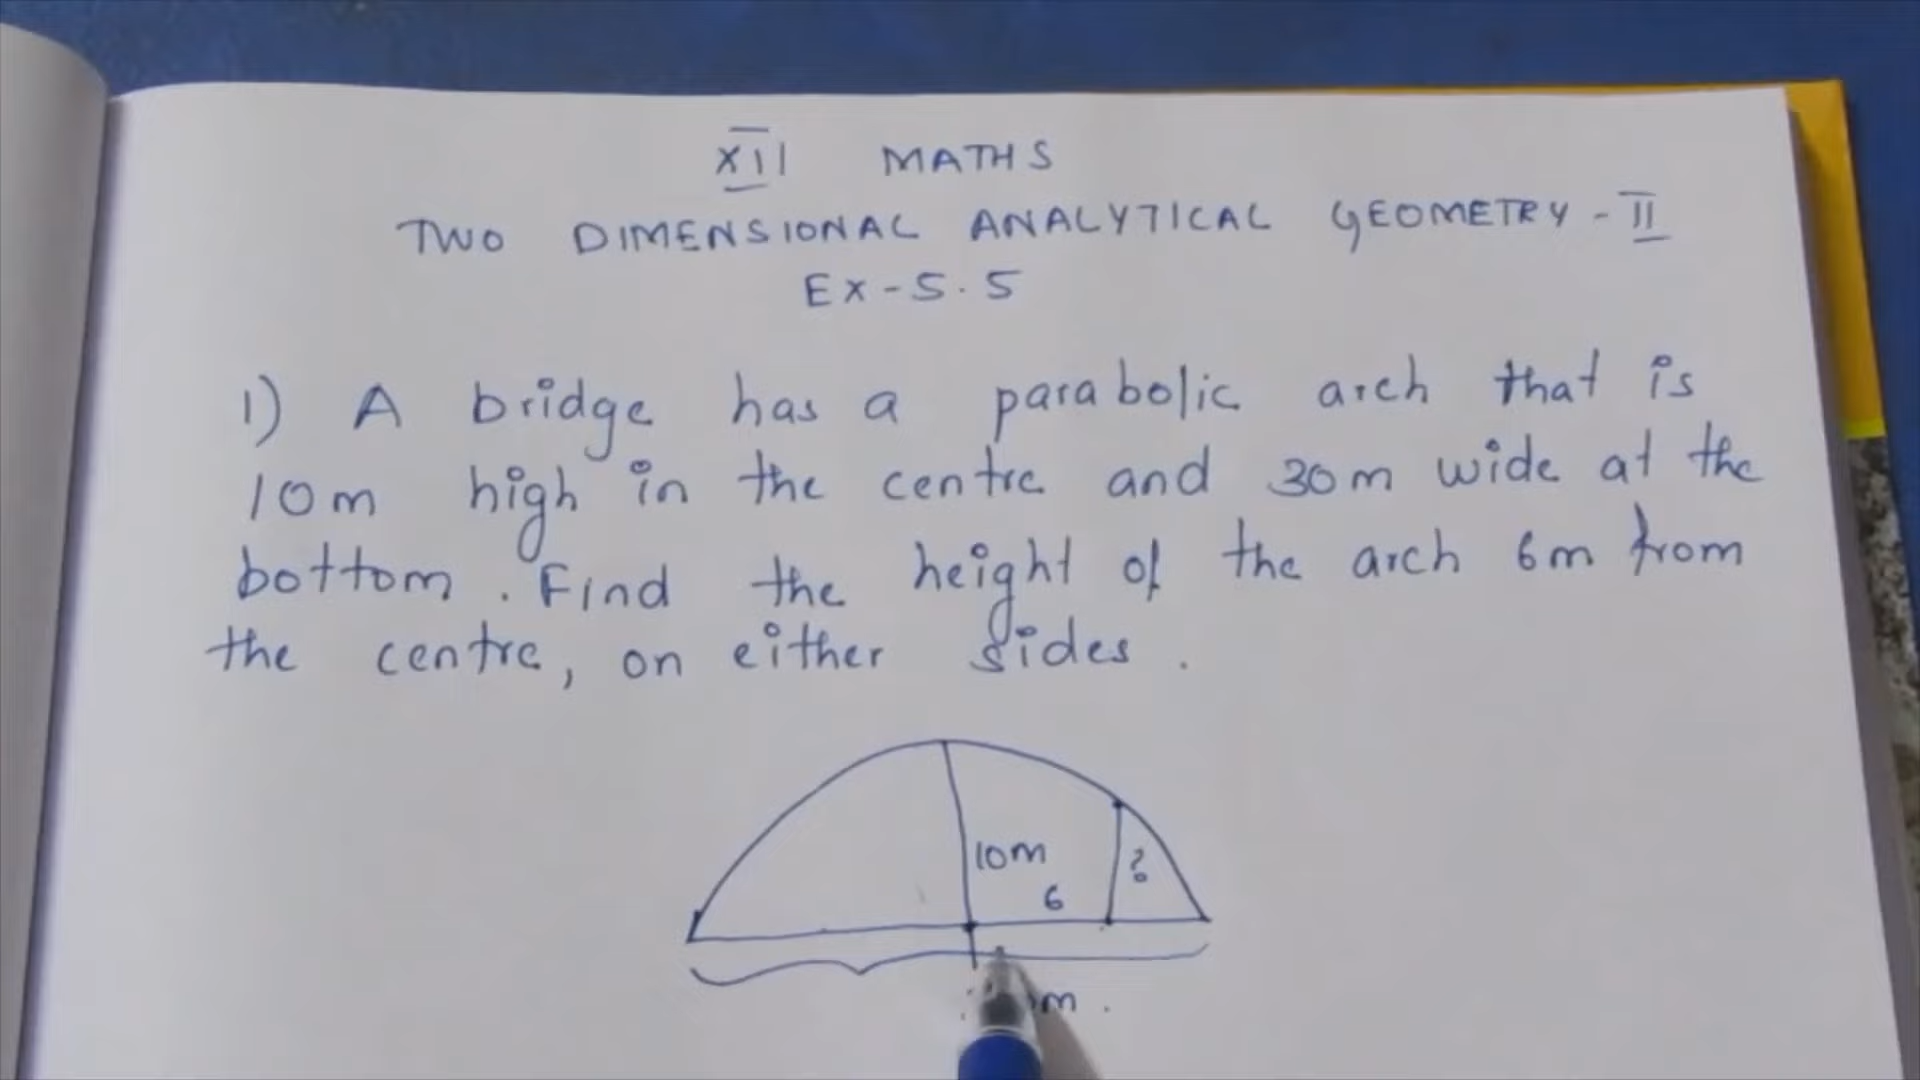 XII MATHS
TWO DIMENSIONAL ANALYTICAL GEOMETRY - II
EX - 5.5
1) A bridge has a parabolic arch that is
10m high in the centre and 30m wide at the
bottom. Find the height of the arch 6m from
the centre, on either sides.
10m
?
6
m.